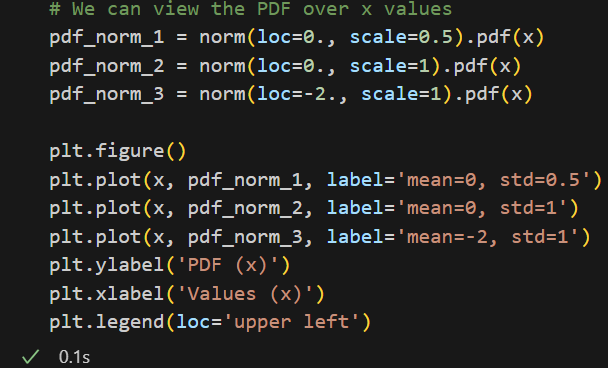 # We can view the PDF over x values
pdf_norm_1 = norm(loc=0., scale=0.5).pdf(x)
pdf_norm_2 = norm(loc=0., scale=1).pdf(x)
pdf_norm_3 = norm(loc=-2., scale=1).pdf(x)
plt.figure()
plt.plot(x, pdf_norm_1, label='mean=0, std=0.5')
plt.plot(x, pdf_norm_2, label='mean=0, std=1')
plt.plot(x, pdf_norm_3, label='mean=-2, std=1')
plt.ylabel('PDF (x)')
plt.xlabel('Values (x)')
plt.legend(loc='upper left')
0.1s